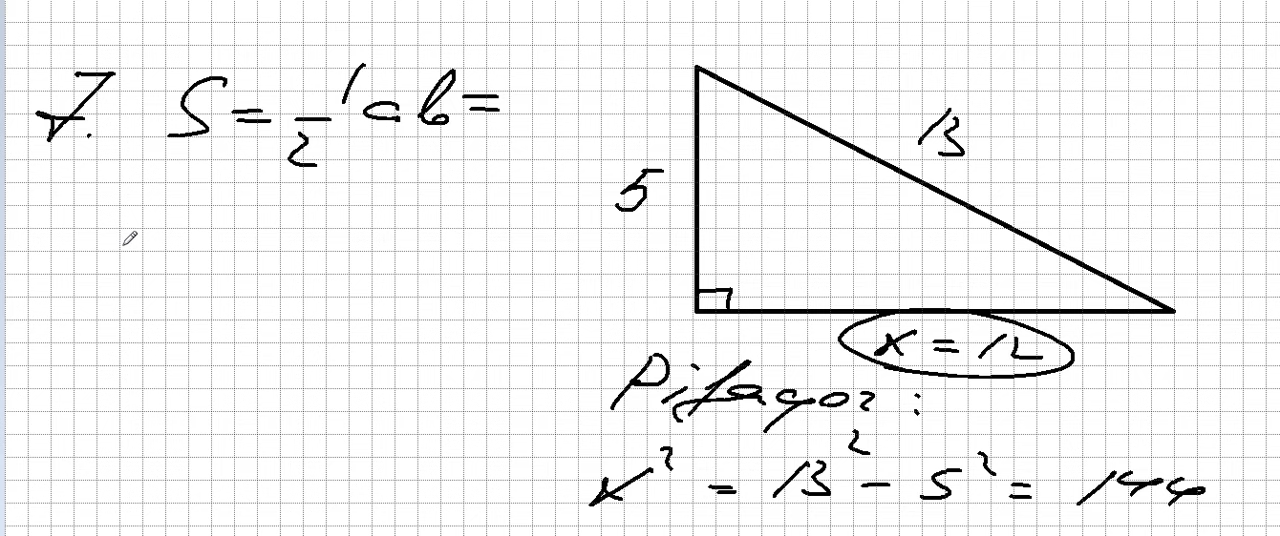 7. S = 1/2 ab =
13
5
x = 12
Pifagor :
x² = 13² - 5² = 144